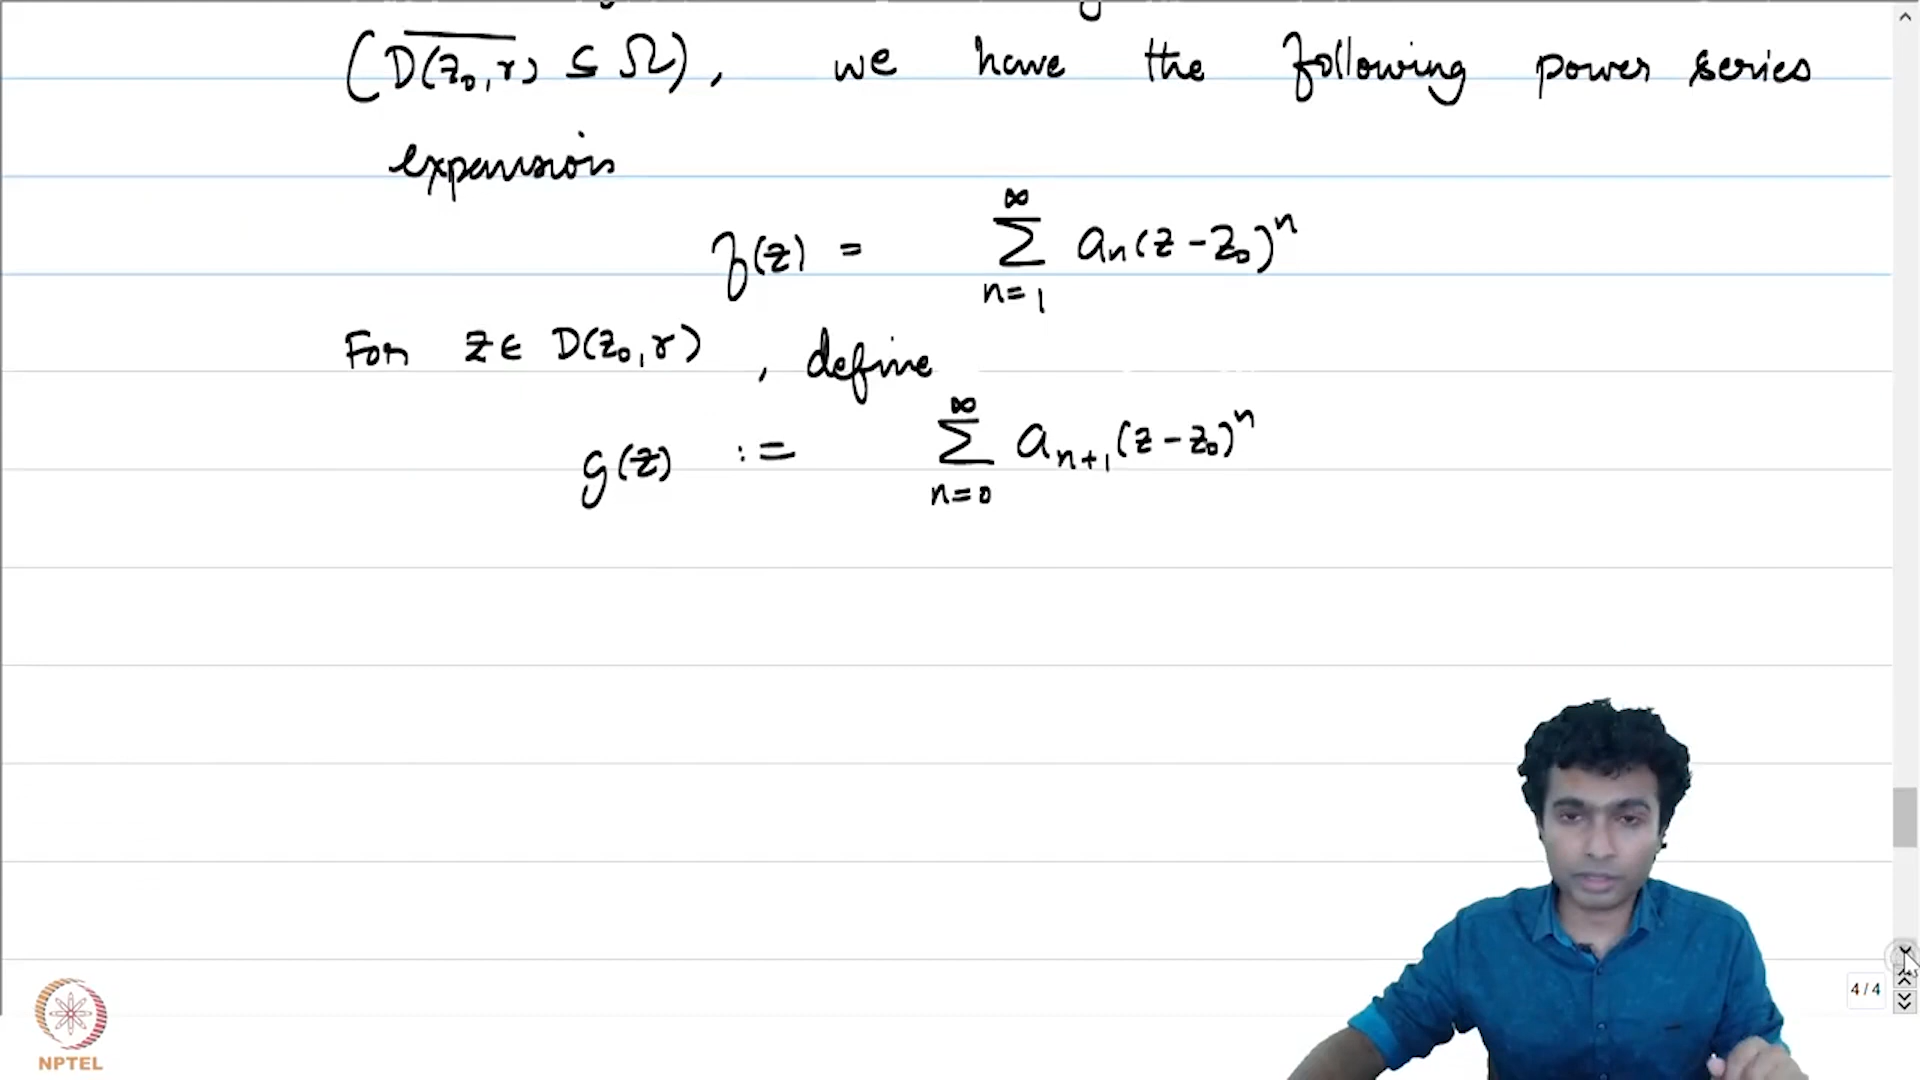 (D̅(̅z̅₀̅,̅r̅)̅ ⊆ Ω), we have the following power series
expansion
f(z) = ∑_{n=1}^{∞} aₙ(z-z₀)ⁿ
For z ∈ D(z₀,r), define
g(z) := ∑_{n=0}^{∞} aₙ₊₁(z-z₀)ⁿ
4 / 4
NPTEL